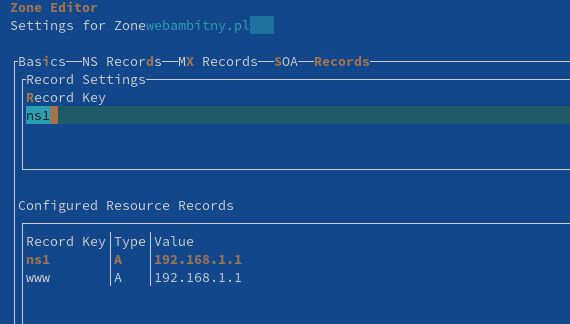 Zone Editor
Settings for Zonewebambitny.pl
Basics NS Records MX Records SOA Records
Record Settings
Record Key
ns1
Configured Resource Records
Record Key Type Value
ns1 A 192.168.1.1
www A 192.168.1.1